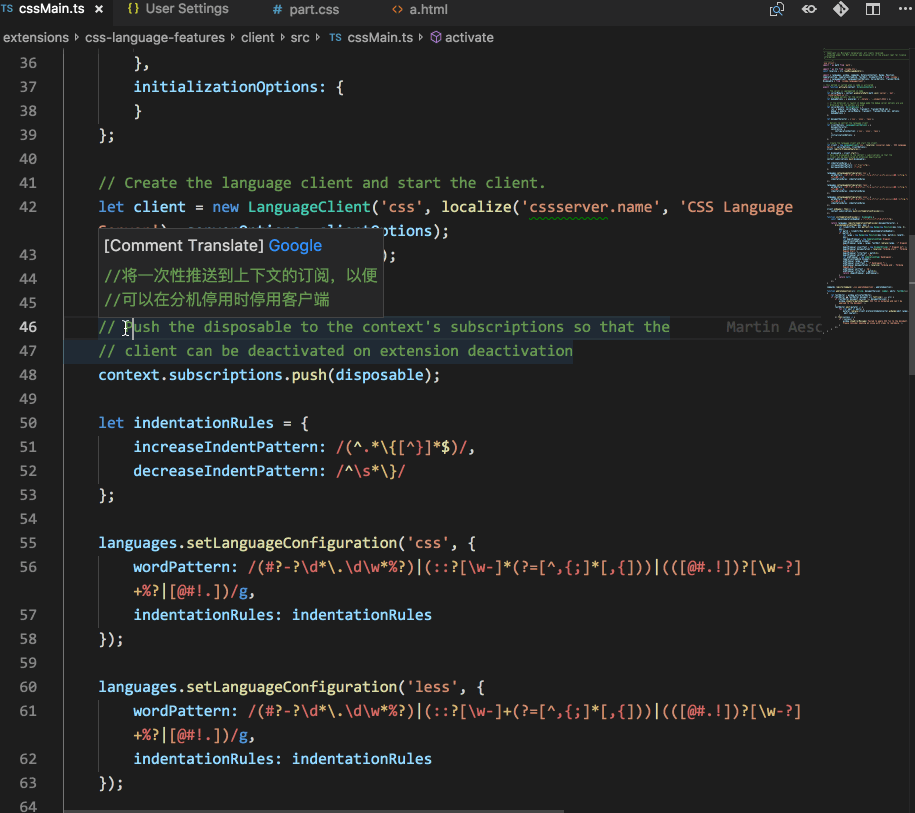 TS cssMain.ts × {} User Settings # part.css <> a.html
extensions › css-language-features › client › src › TS cssMain.ts › activate
36 },
37 initializationOptions: {
38 }
39 };
40
41 // Create the language client and start the client.
42 let client = new LanguageClient('css', localize('cssserver.name', 'CSS Language
Options);
[Comment Translate] Google
43 );
44 //将一次性推送到上下文的订阅，以便
45 //可以在分机停用时停用客户端
46 // Push the disposable to the context's subscriptions so that the Martin Aesc
47 // client can be deactivated on extension deactivation
48 context.subscriptions.push(disposable);
49
50 let indentationRules = {
51 increaseIndentPattern: /(^.*\{[^}]*$)/,
52 decreaseIndentPattern: /^\s*\}/
53 };
54
55 languages.setLanguageConfiguration('css', {
56 wordPattern: /(#?-?\d*\.\d\w*%?)|(::?[\w-]*(?=[^,{;]*[,{]))|(([@#.!])?[\w-?]
+%?|[@#!.])/g,
57 indentationRules: indentationRules
58 });
59
60 languages.setLanguageConfiguration('less', {
61 wordPattern: /(#?-?\d*\.\d\w*%?)|(::?[\w-]+(?=[^,{;]*[,{]))|(([@#.!])?[\w-?]
+%?|[@#!.])/g,
62 indentationRules: indentationRules
63 });
64